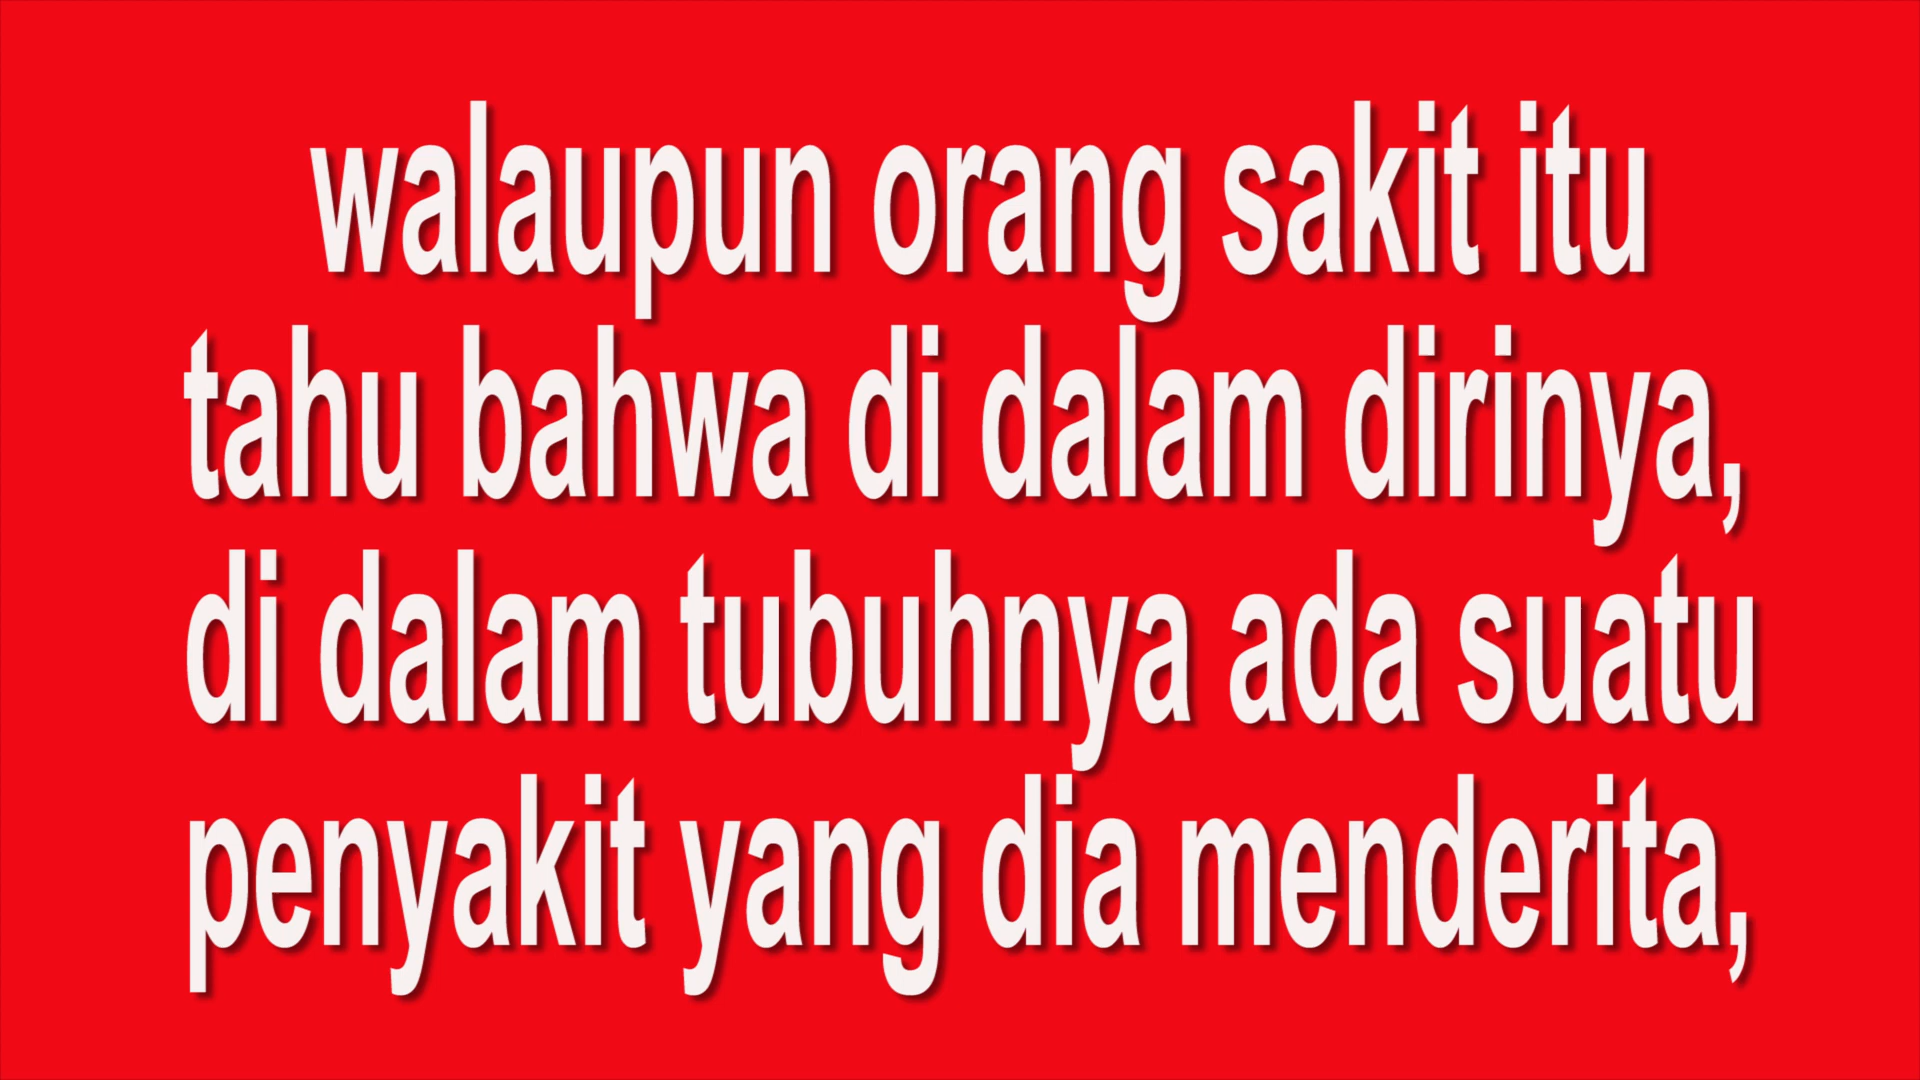 walaupun orang sakit itu
tahu bahwa di dalam dirinya,
di dalam tubuhnya ada suatu
penyakit yang dia menderita,